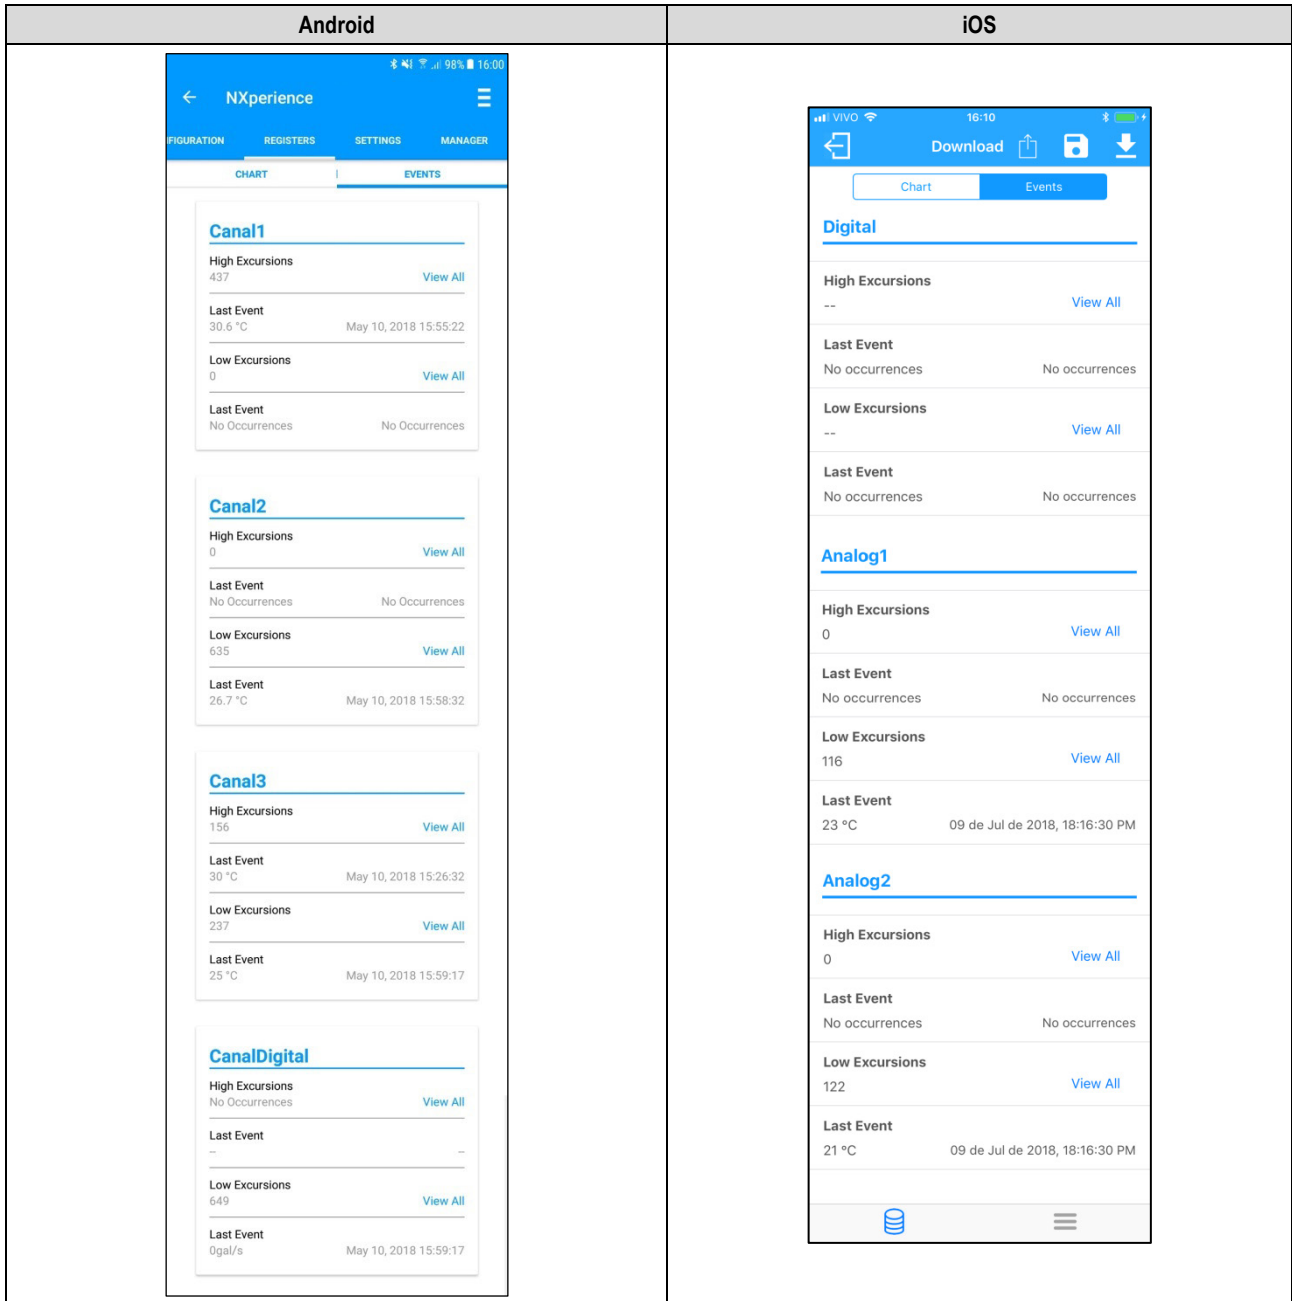 Android
iOS
98% 16:00
NXperience
FIGURATION REGISTERS SETTINGS MANAGER
CHART EVENTS
Canal1
High Excursions
437 View All
Last Event
30.6 °C May 10, 2018 15:55:22
Low Excursions
0 View All
Last Event
No Occurrences No Occurrences
Canal2
High Excursions
0 View All
Last Event
No Occurrences No Occurrences
Low Excursions
635 View All
Last Event
26.7 °C May 10, 2018 15:58:32
Canal3
High Excursions
156 View All
Last Event
30 °C May 10, 2018 15:26:32
Low Excursions
237 View All
Last Event
25 °C May 10, 2018 15:59:17
CanalDigital
High Excursions
No Occurrences View All
Last Event
– –
Low Excursions
649 View All
Last Event
0gal/s May 10, 2018 15:59:17
VIVO 16:10
Download
Chart Events
Digital
High Excursions
-- View All
Last Event
No occurrences No occurrences
Low Excursions
-- View All
Last Event
No occurrences No occurrences
Analog1
High Excursions
0 View All
Last Event
No occurrences No occurrences
Low Excursions
116 View All
Last Event
23 ºC 09 de Jul de 2018, 18:16:30 PM
Analog2
High Excursions
0 View All
Last Event
No occurrences No occurrences
Low Excursions
122 View All
Last Event
21 ºC 09 de Jul de 2018, 18:16:30 PM